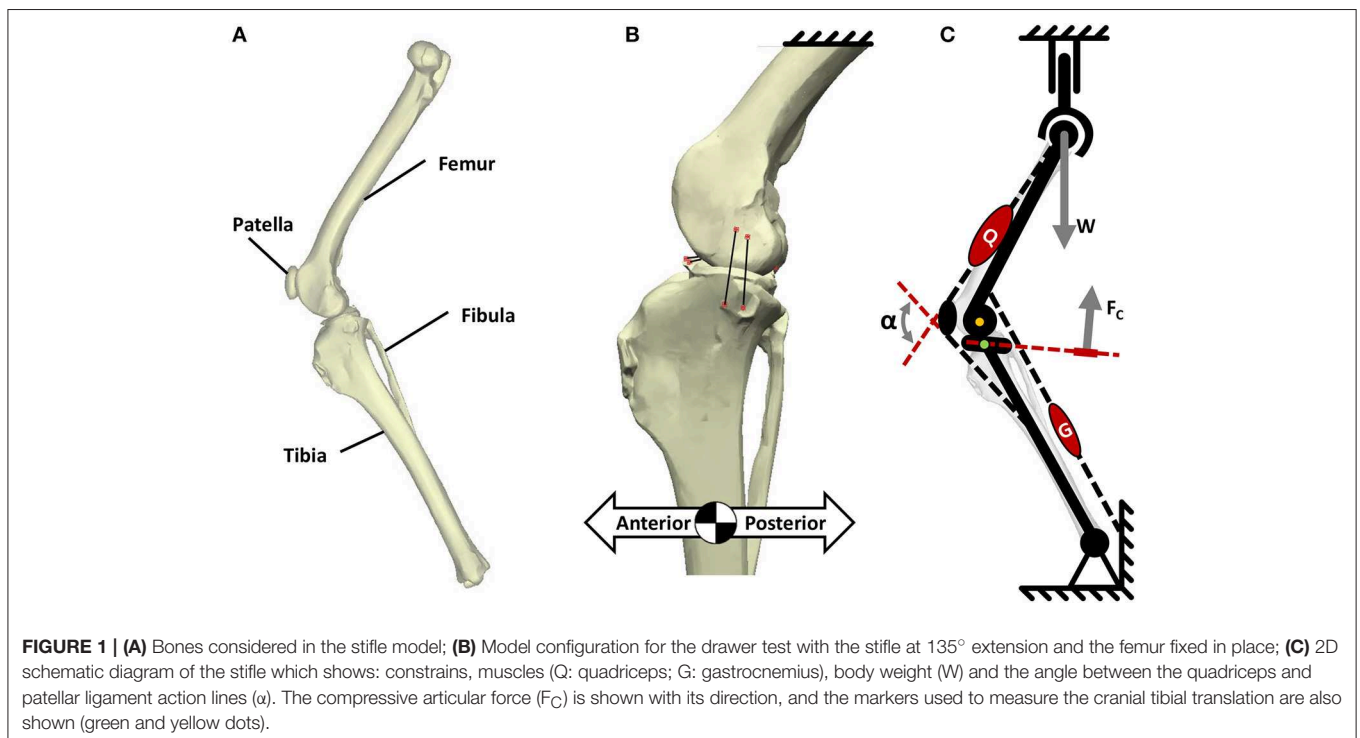 A
B
C
Femur
Patella
Fibula
Tibia
Anterior
Posterior
Q
W
α
F_C
G
FIGURE 1 | (A) Bones considered in the stifle model; (B) Model configuration for the drawer test with the stifle at 135° extension and the femur fixed in place; (C) 2D
schematic diagram of the stifle which shows: constrains, muscles (Q: quadriceps; G: gastrocnemius), body weight (W) and the angle between the quadriceps and
patellar ligament action lines (α). The compressive articular force (F_C) is shown with its direction, and the markers used to measure the cranial tibial translation are also
shown (green and yellow dots).